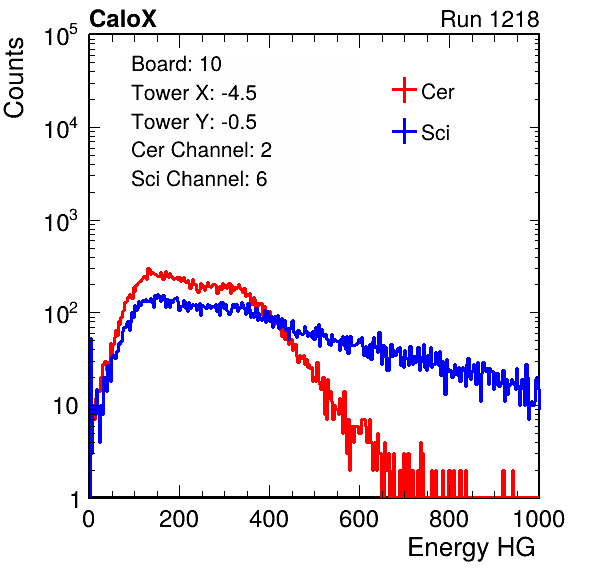 CaloX Run 1218
Counts
Board: 10
Tower X: -4.5
Tower Y: -0.5
Cer Channel: 2
Sci Channel: 6
Cer
Sci
10^5
10^4
10^3
10^2
10
1
0 200 400 600 800 1000
Energy HG